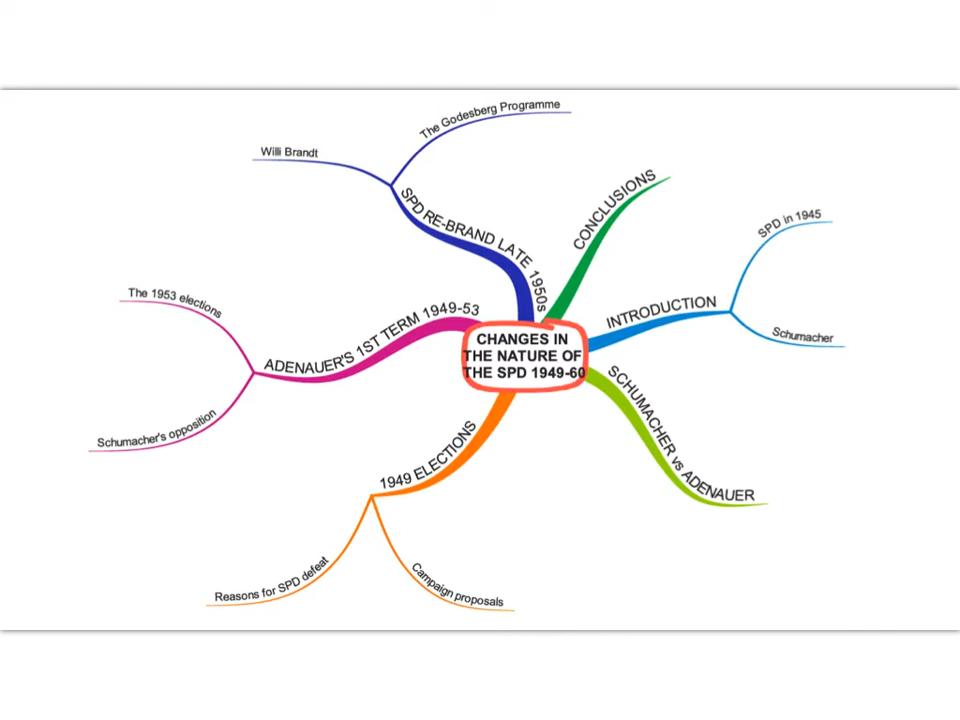 The Godesberg Programme
Willi Brandt
SPD RE-BRAND LATE 1950s
CONCLUSIONS
SPD in 1945
INTRODUCTION
Schumacher
The 1953 elections
ADENAUER'S 1ST TERM 1949-53
Schumacher's opposition
CHANGES IN
THE NATURE OF
THE SPD 1949-60
SCHUMACHER vs ADENAUER
1949 ELECTIONS
Reasons for SPD defeat
Campaign proposals